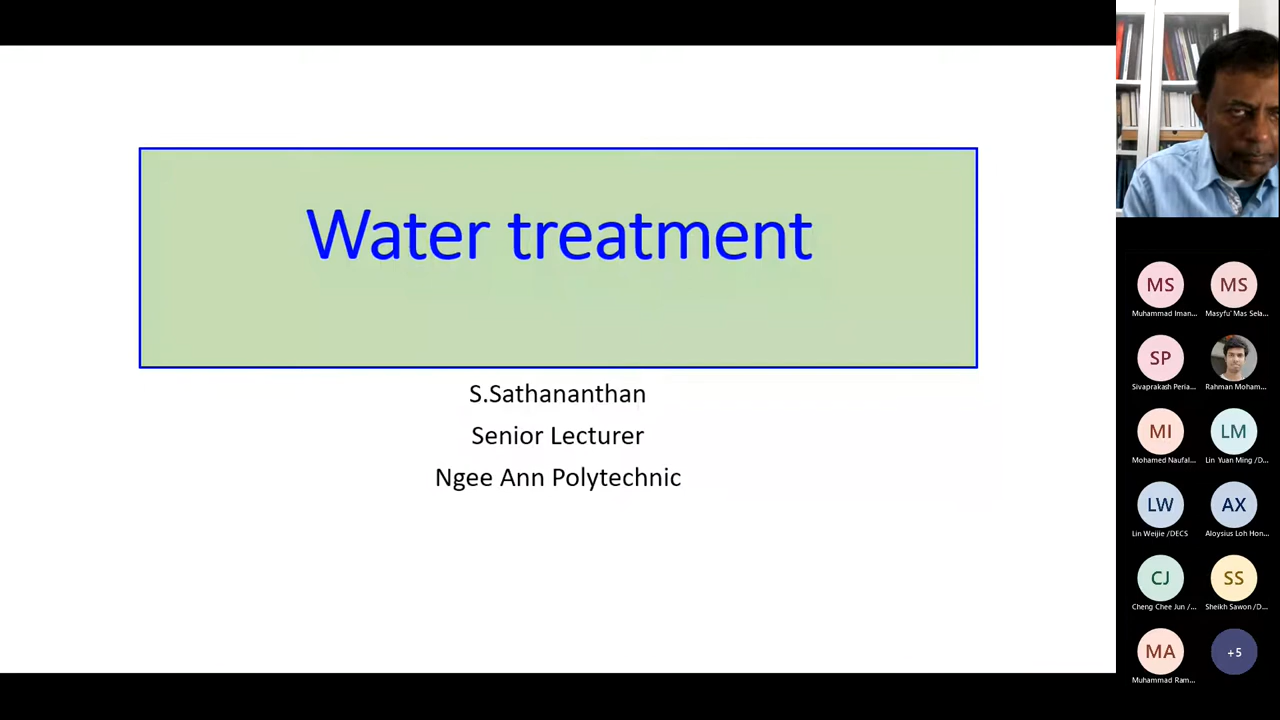 Water treatment
S.Sathananthan
Senior Lecturer
Ngee Ann Polytechnic
MS
MS
Muhammad Iman...
Masyfu' Mas Sela...
SP
Sivaprakash Peria...
Rahman Moham...
MI
LM
Mohamed Naufal...
Lin Yuan Ming /D...
LW
AX
Lin Weijie /DECS
Aloysius Loh Hon...
CJ
SS
Cheng Chee Jun /...
Sheikh Sawon /D...
MA
+5
Muhammad Ram...